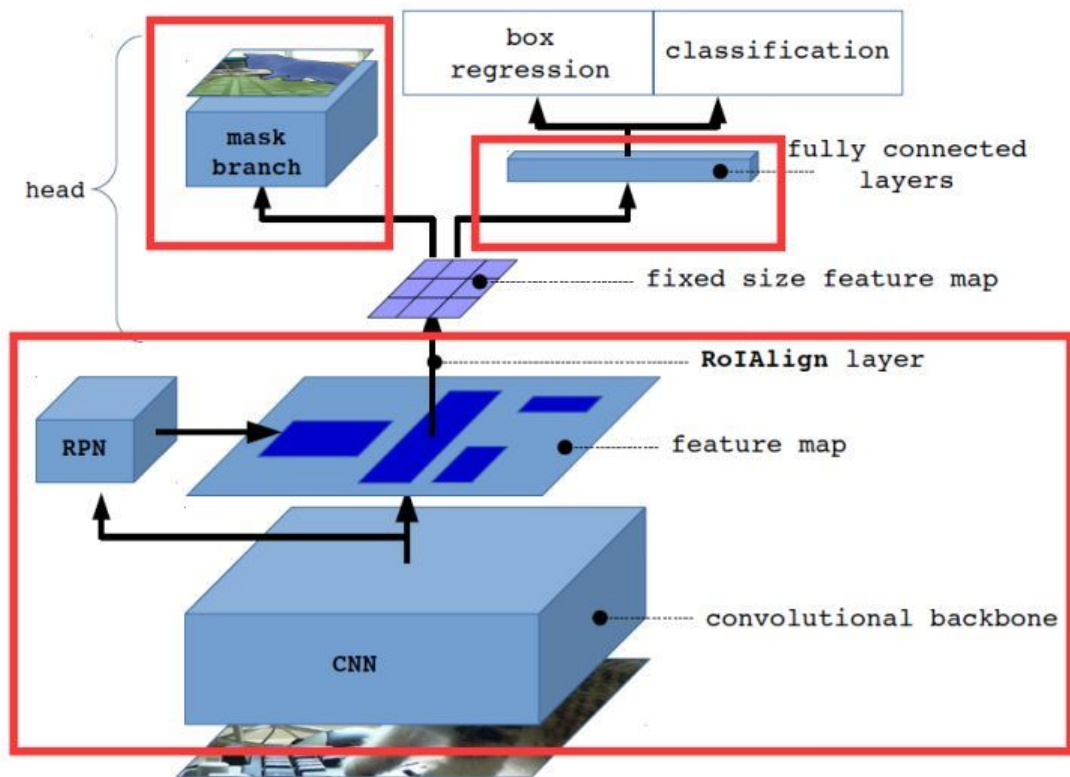 box
regression
classification
mask
branch
head
fully connected
layers
fixed size feature map
RoIAlign layer
RPN
feature map
convolutional backbone
CNN